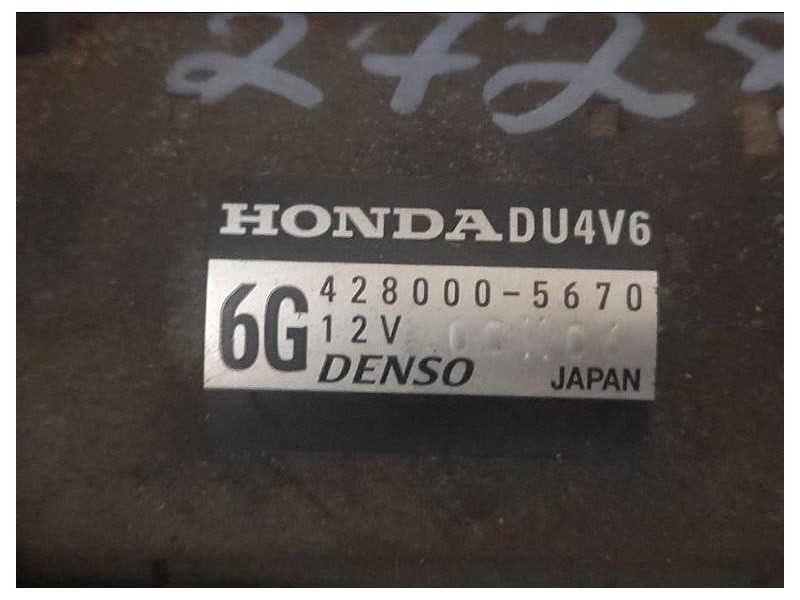 HONDA DU4V6
6G 428000-5670
12V
DENSO JAPAN